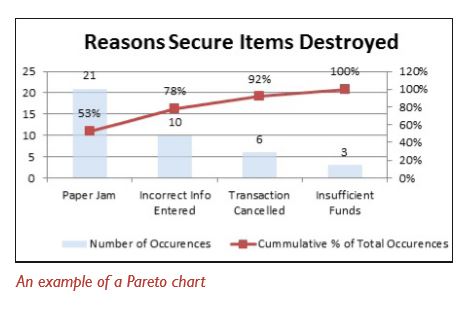 Reasons Secure Items Destroyed
25
20
15
10
5
0
120%
100%
80%
60%
40%
20%
0%
21
10
6
3
53%
78%
92%
100%
Paper Jam
Incorrect Info
Entered
Transaction
Cancelled
Insufficient
Funds
Number of Occurences
Cummulative % of Total Occurences
An example of a Pareto chart